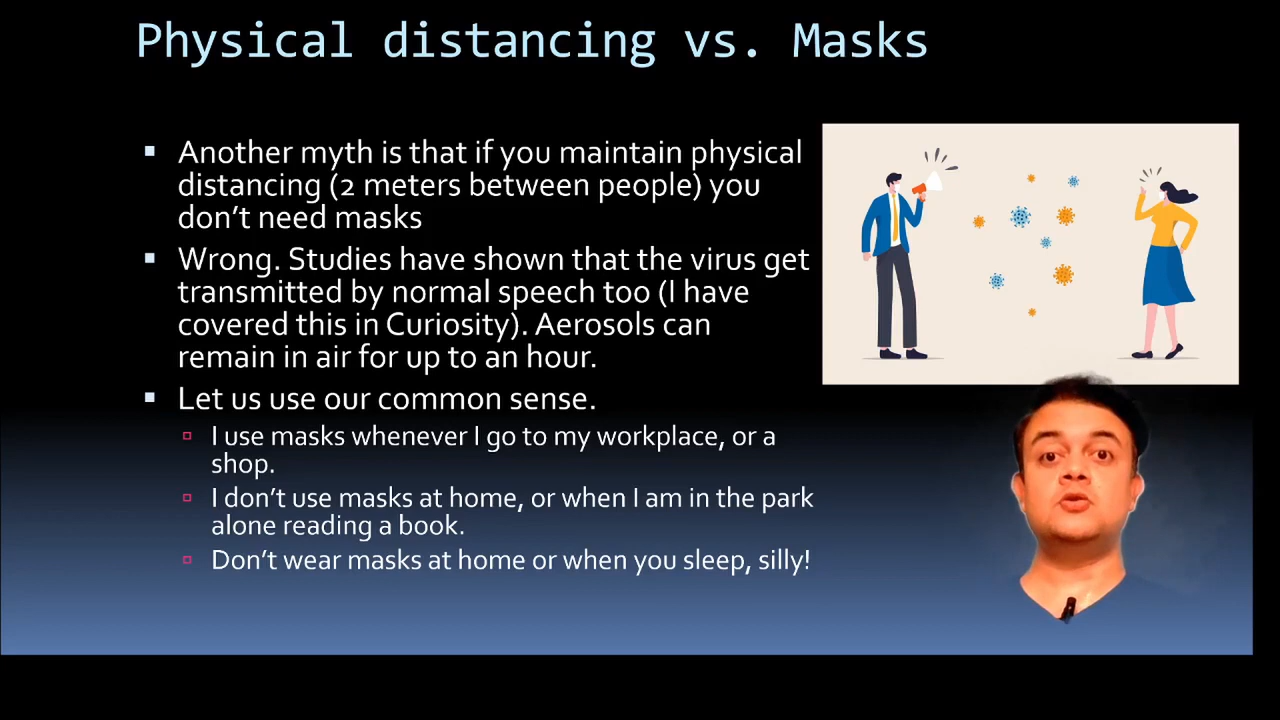 Physical distancing vs. Masks
Another myth is that if you maintain physical
distancing (2 meters between people) you
don't need masks
Wrong. Studies have shown that the virus get
transmitted by normal speech too (I have
covered this in Curiosity). Aerosols can
remain in air for up to an hour.
Let us use our common sense.
I use masks whenever I go to my workplace, or a
shop.
I don't use masks at home, or when I am in the park
alone reading a book.
Don't wear masks at home or when you sleep, silly!